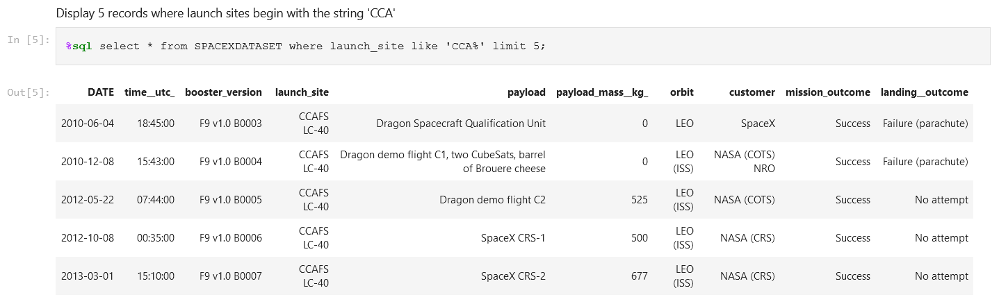 Display 5 records where launch sites begin with the string 'CCA'
In [5]:
%sql select * from SPACEXDATASET where launch_site like 'CCA%' limit 5;
Out[5]:
DATE time__utc_ booster_version launch_site payload payload_mass__kg_ orbit customer mission_outcome landing__outcome
2010-06-04 18:45:00 F9 v1.0 B0003 CCAFS LC-40 Dragon Spacecraft Qualification Unit 0 LEO SpaceX Success Failure (parachute)
2010-12-08 15:43:00 F9 v1.0 B0004 CCAFS LC-40 Dragon demo flight C1, two CubeSats, barrel of Brouere cheese 0 LEO (ISS) NASA (COTS) NRO Success Failure (parachute)
2012-05-22 07:44:00 F9 v1.0 B0005 CCAFS LC-40 Dragon demo flight C2 525 LEO (ISS) NASA (COTS) Success No attempt
2012-10-08 00:35:00 F9 v1.0 B0006 CCAFS LC-40 SpaceX CRS-1 500 LEO (ISS) NASA (CRS) Success No attempt
2013-03-01 15:10:00 F9 v1.0 B0007 CCAFS LC-40 SpaceX CRS-2 677 LEO (ISS) NASA (CRS) Success No attempt